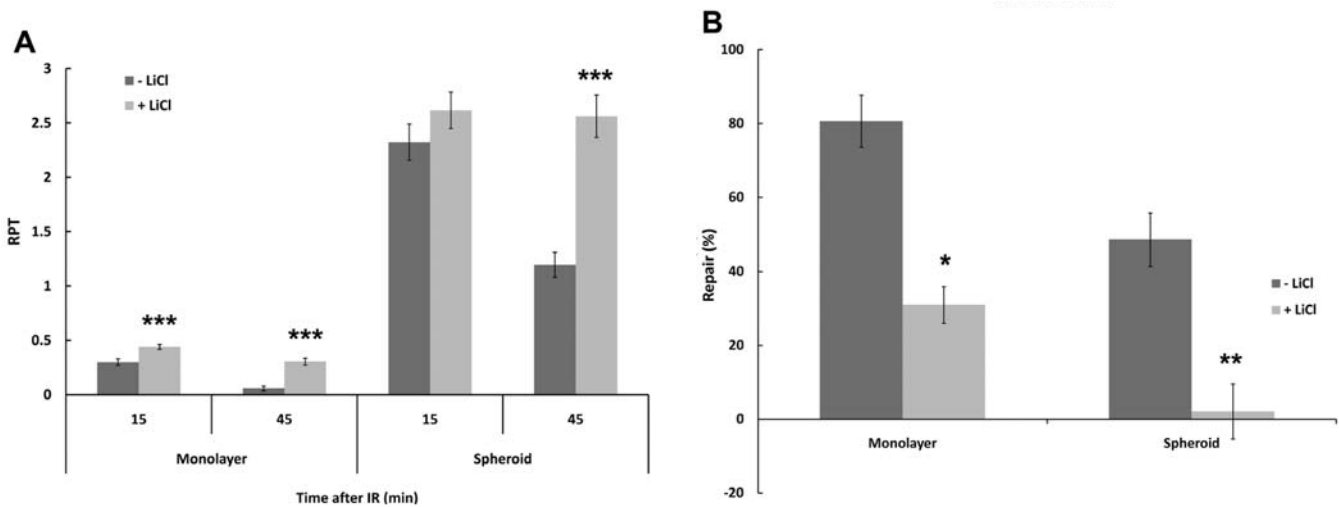 A
3
2.5
2
1.5
1
0.5
0
RPT
- LiCl
+ LiCl
***
***
***
15
45
15
45
Monolayer
Spheroid
Time after IR (min)
B
100
80
60
40
20
0
-20
Repair (%)
*
**
Monolayer
Spheroid
- LiCl
+ LiCl